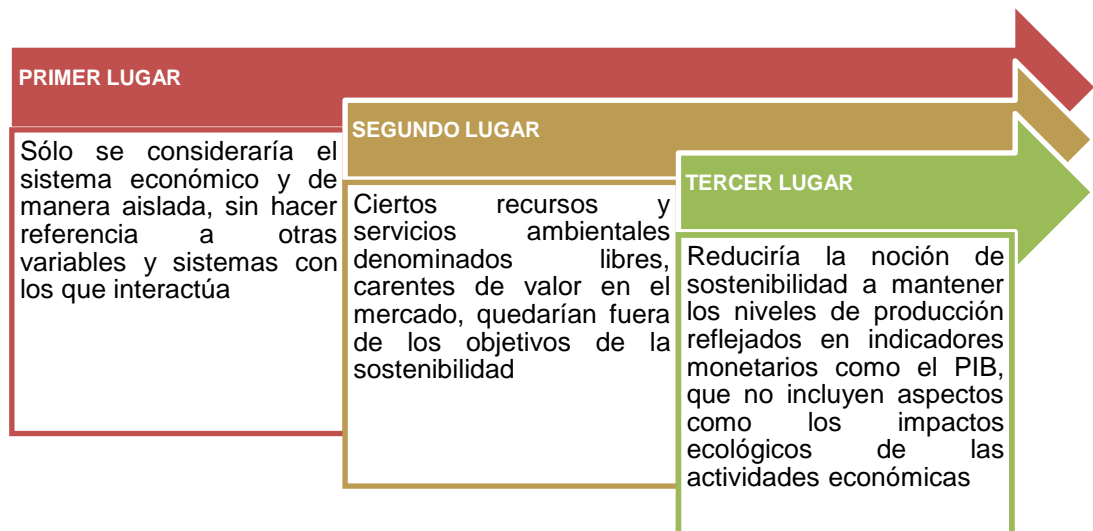 PRIMER LUGAR
Sólo se consideraría el
sistema económico y de
manera aislada, sin hacer
referencia a otras
variables y sistemas con
los que interactúa
SEGUNDO LUGAR
Ciertos recursos y
servicios ambientales
denominados libres,
carentes de valor en el
mercado, quedarían fuera
de los objetivos de la
sostenibilidad
TERCER LUGAR
Reduciría la noción de
sostenibilidad a mantener
los niveles de producción
reflejados en indicadores
monetarios como el PIB,
que no incluyen aspectos
como los impactos
ecológicos de las
actividades económicas